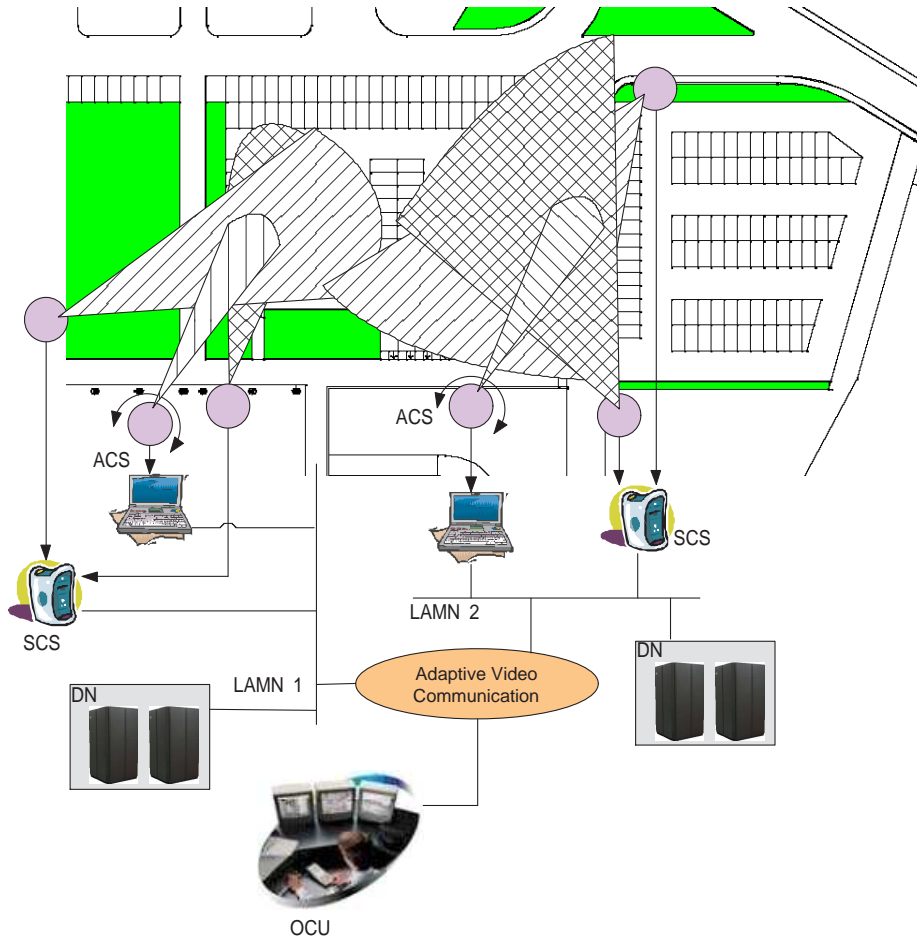 ACS
ACS
SCS
SCS
LAMN 2
LAMN 1
DN
Adaptive Video
Communication
DN
OCU